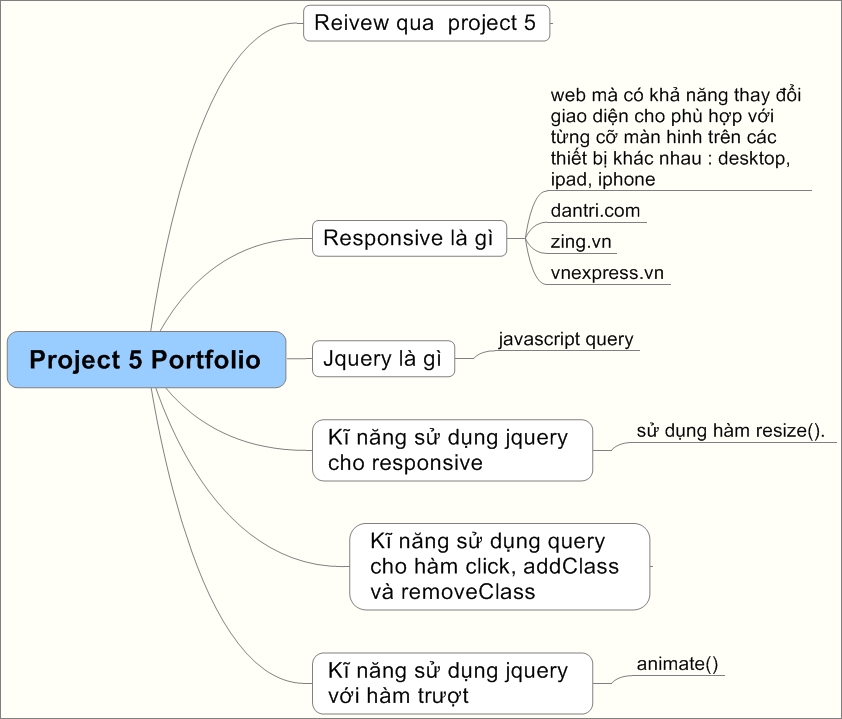 Reivew qua project 5
web mà có khả năng thay đổi
giao diện cho phù hợp với
từng cỡ màn hinh trên các
thiết bị khác nhau : desktop,
ipad, iphone
Responsive là gì
dantri.com
zing.vn
vnexpress.vn
Project 5 Portfolio
Jquery là gì
javascript query
Kĩ năng sử dụng jquery
cho responsive
sử dụng hàm resize().
Kĩ năng sử dụng query
cho hàm click, addClass
và removeClass
Kĩ năng sử dụng jquery
với hàm trượt
animate()